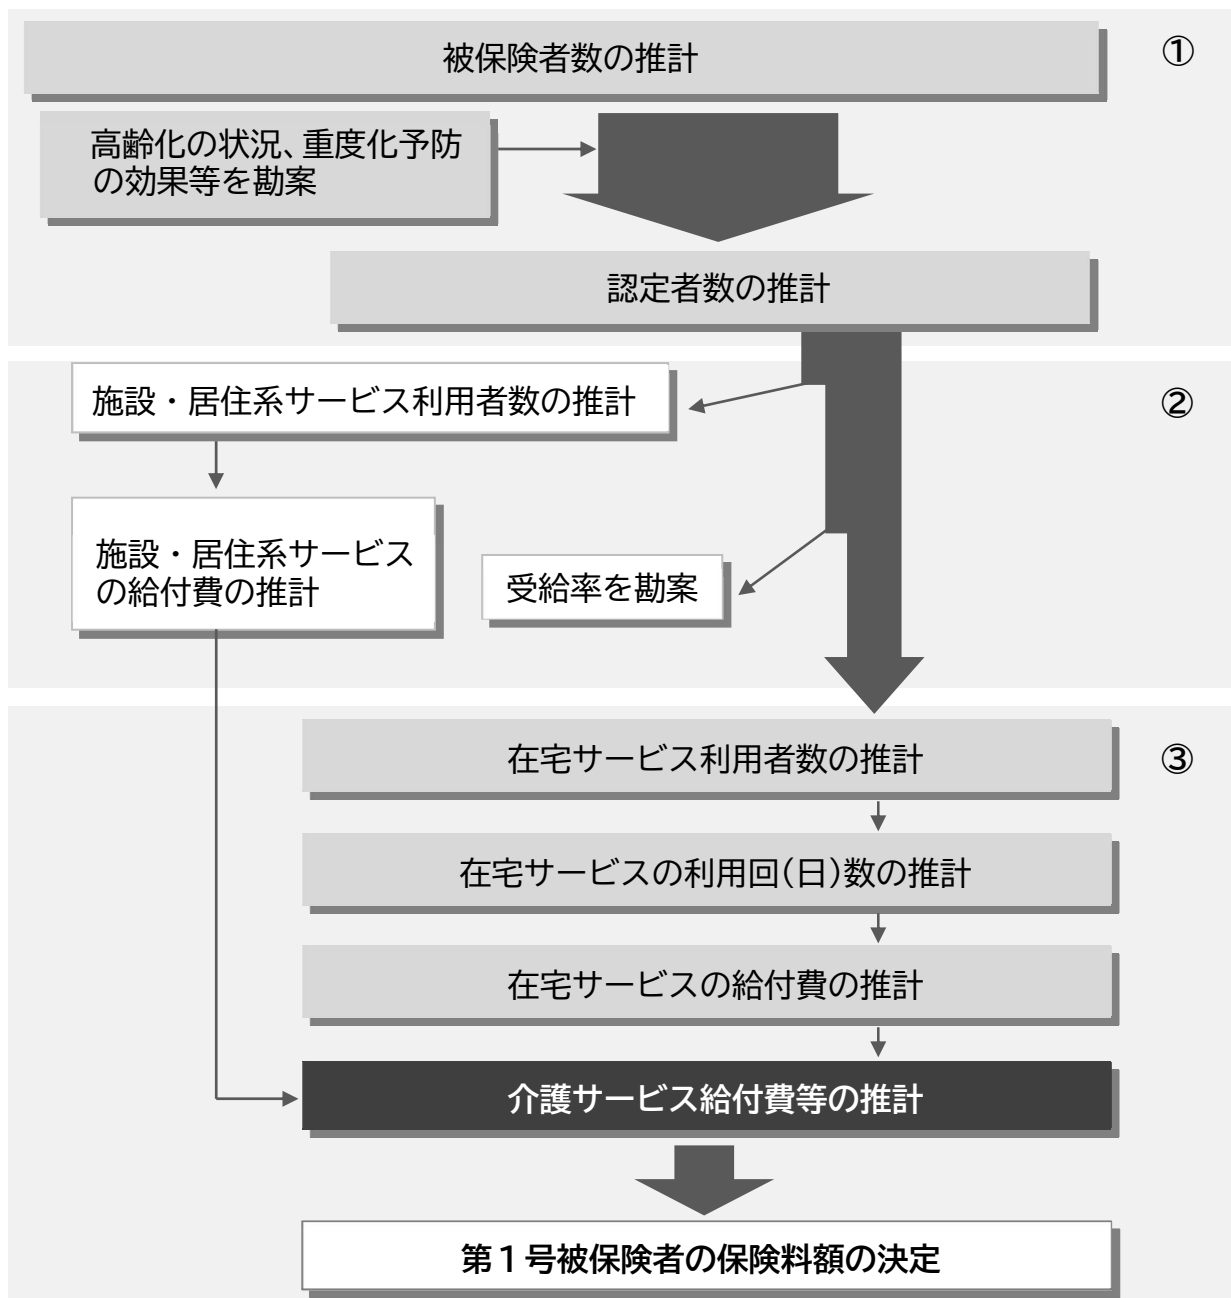 被保険者数の推計
①
高齢化の状況、重度化予防
の効果等を勘案
認定者数の推計
施設・居住系サービス利用者数の推計
②
施設・居住系サービス
の給付費の推計
受給率を勘案
在宅サービス利用者数の推計
③
在宅サービスの利用回(日)数の推計
在宅サービスの給付費の推計
介護サービス給付費等の推計
第１号被保険者の保険料額の決定